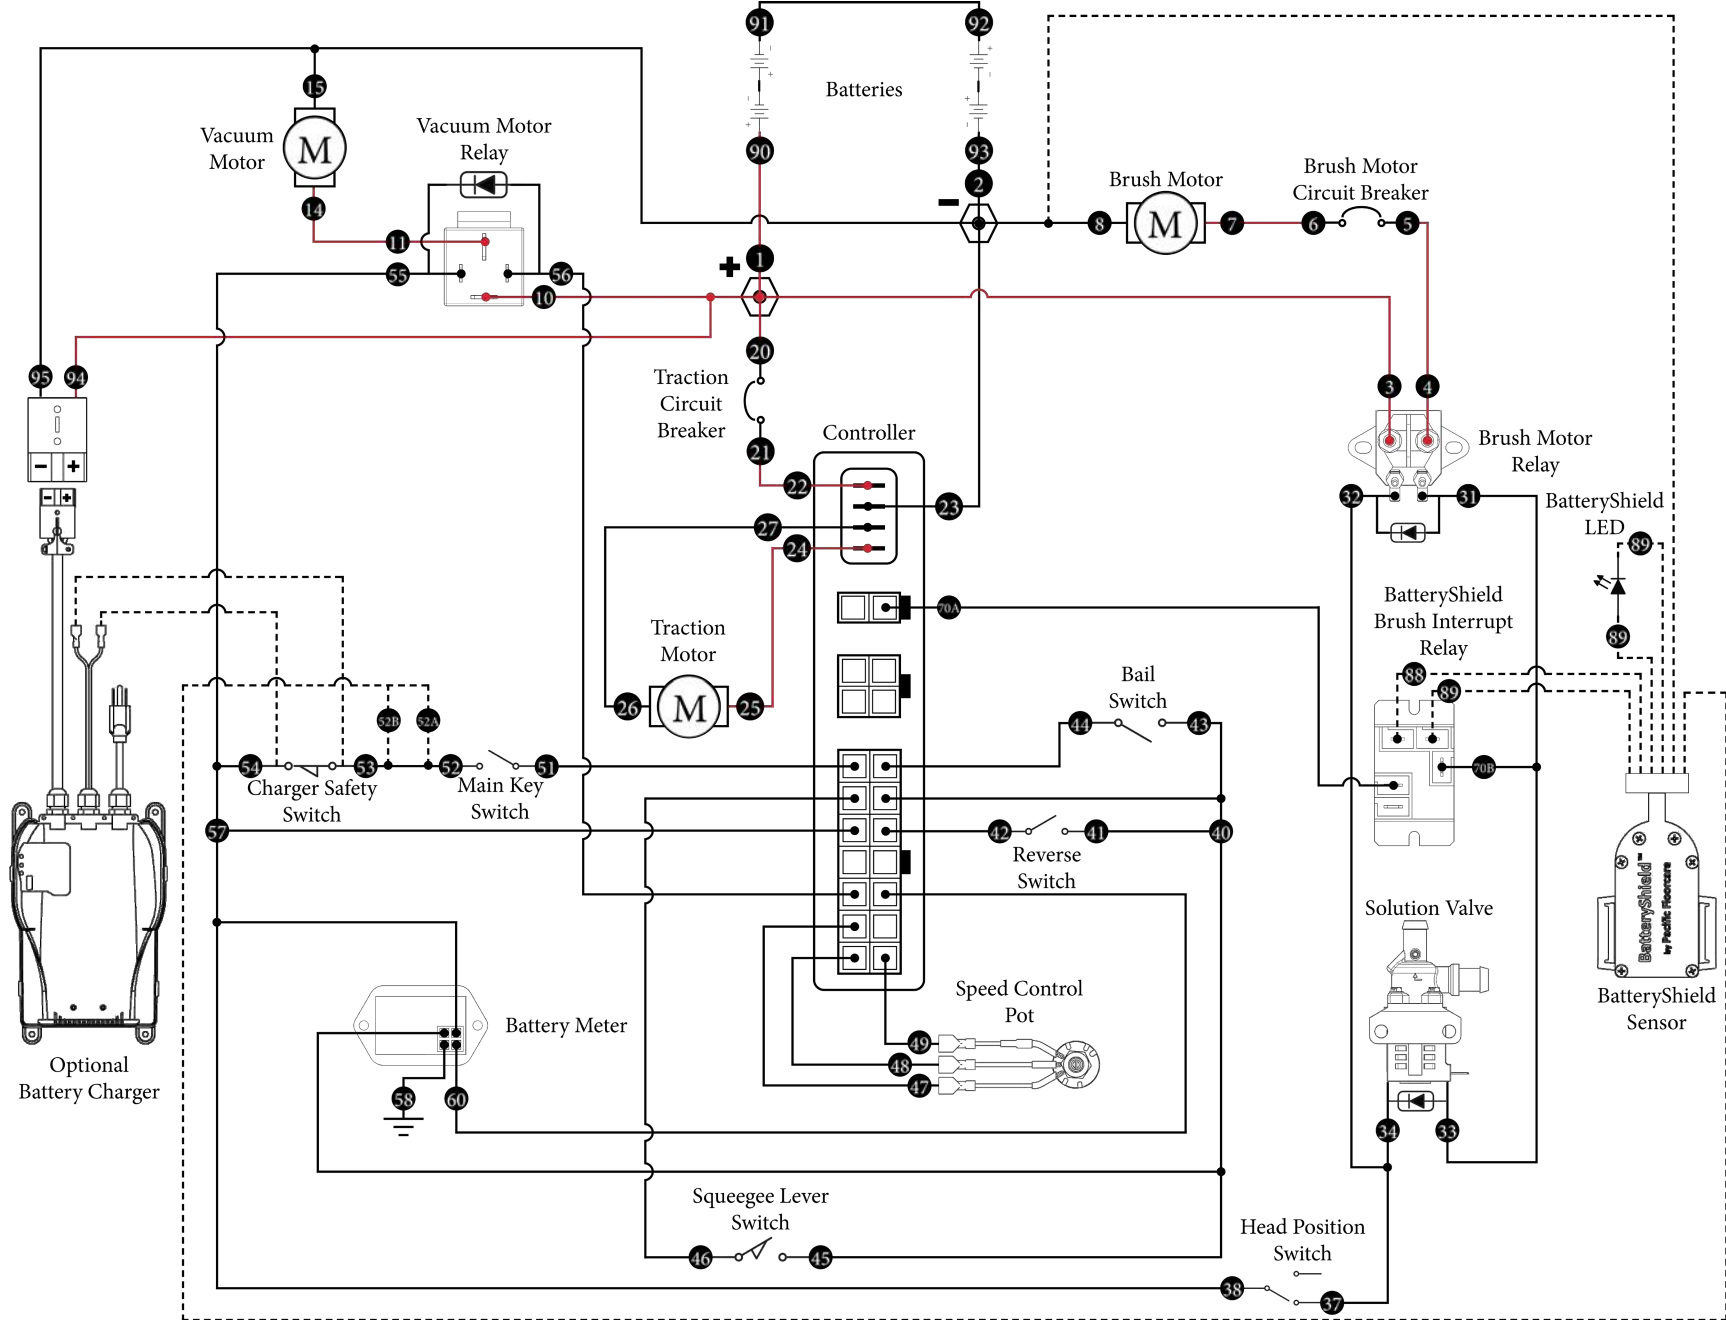 91
92
Batteries
15
Vacuum
Motor
M
Vacuum Motor
Relay
90
93
2
−
Brush Motor
Brush Motor
Circuit Breaker
14
11
8
M
7
6
5
55
56
10
+
1
95
94
20
Traction
Circuit
Breaker
21
3
4
− +
− +
Controller
Brush Motor
Relay
22
23
27
24
32
31
BatteryShield
LED
89
89
70A
BatteryShield
Brush Interrupt
Relay
88
89
Traction
Motor
26
M
25
Bail
Switch
44
43
52B
52A
54
53
52
51
Charger Safety
Switch
Main Key
Switch
70B
57
42
41
40
Reverse
Switch
BatteryShield™
by Pacific Floorcare
Solution Valve
Battery Meter
Speed Control
Pot
49
48
47
BatteryShield
Sensor
Optional
Battery Charger
58
60
34
33
Squeegee Lever
Switch
46
45
Head Position
Switch
38
37